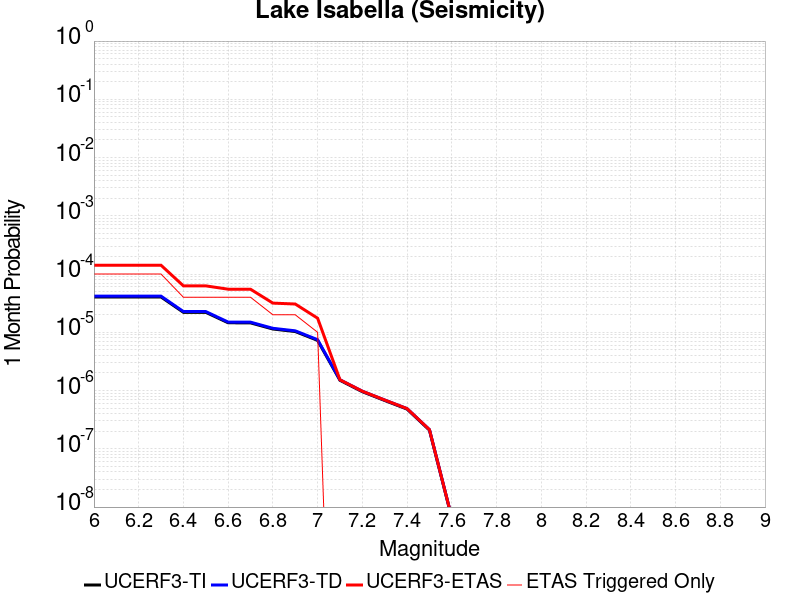 Lake Isabella (Seismicity)
10^0
10^-1
10^-2
10^-3
10^-4
10^-5
10^-6
10^-7
10^-8
1 Month Probability
6 6.2 6.4 6.6 6.8 7 7.2 7.4 7.6 7.8 8 8.2 8.4 8.6 8.8 9
Magnitude
UCERF3-TI UCERF3-TD UCERF3-ETAS ETAS Triggered Only